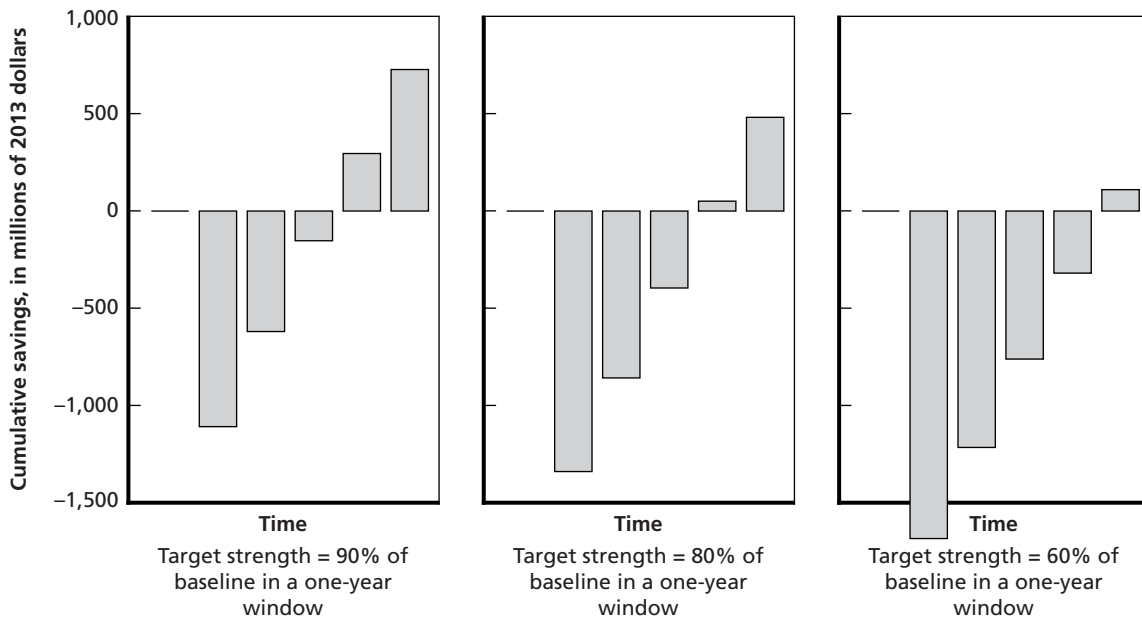 Cumulative savings, in millions of 2013 dollars
1,000
500
0
–500
–1,000
–1,500
Time
Target strength = 90% of
baseline in a one-year
window
Time
Target strength = 80% of
baseline in a one-year
window
Time
Target strength = 60% of
baseline in a one-year
window